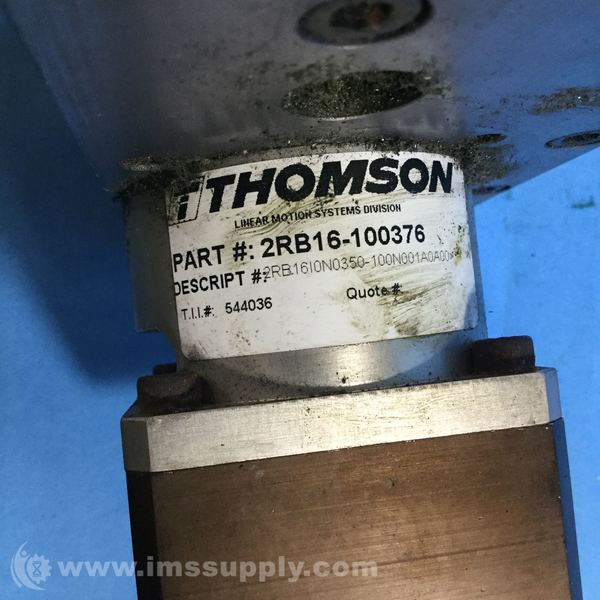 THOMSON
LINEAR MOTION SYSTEMS DIVISION
PART #: 2RB16-100376
DESCRIPT #: 2RB16I0N0350-100N001A0A00
T.I.I.#: 544036 Quote #:
www.imssupply.com